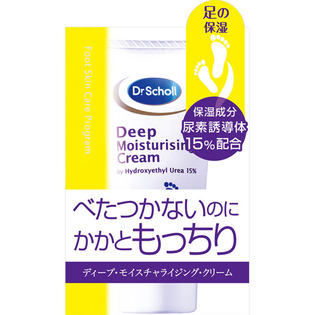 足の
保湿
Foot Skin Care Program
Dr Scholl
Deep
Moisturising
Cream
by Hydroxyethyl Urea 15%
保湿成分
尿素誘導体
15%配合
べたつかないのに
かかともっちり
ディープ・モイスチャライジング・クリーム